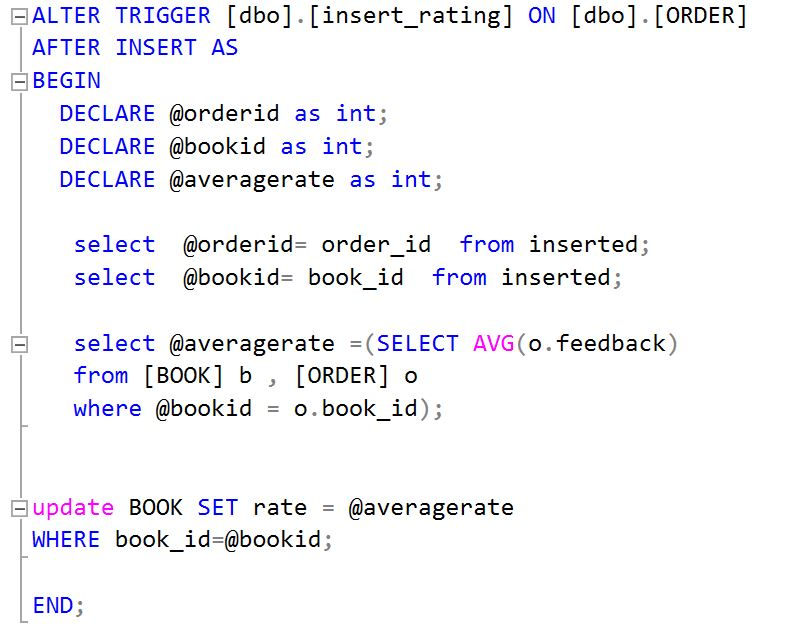 ALTER TRIGGER [dbo].[insert_rating] ON [dbo].[ORDER]
AFTER INSERT AS
BEGIN
DECLARE @orderid as int;
DECLARE @bookid as int;
DECLARE @averagerate as int;
select @orderid= order_id from inserted;
select @bookid= book_id from inserted;
select @averagerate =(SELECT AVG(o.feedback)
from [BOOK] b , [ORDER] o
where @bookid = o.book_id);
update BOOK SET rate = @averagerate
WHERE book_id=@bookid;
END;